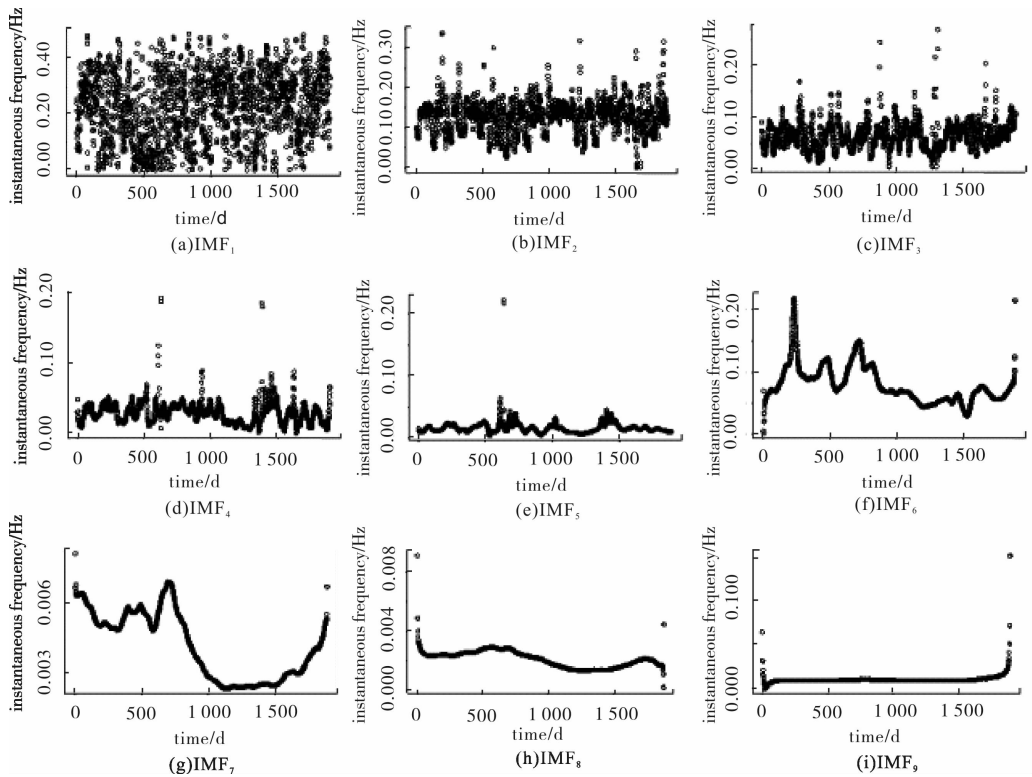 instantaneous frequency/Hz
0.40
0.20
0.00
0 500 1 000 1 500
time/d
(a)IMF₁
instantaneous frequency/Hz
0.30
0.20
0.10
0.00
0 500 1 000 1 500
time/d
(b)IMF₂
instantaneous frequency/Hz
0.20
0.10
0.00
0 500 1 000 1 500
time/d
(c)IMF₃
instantaneous frequency/Hz
0.20
0.10
0.00
0 500 1 000 1 500
time/d
(d)IMF₄
instantaneous frequency/Hz
0.20
0.10
0.00
0 500 1 000 1 500
time/d
(e)IMF₅
instantaneous frequency/Hz
0.20
0.10
0.00
0 500 1 000 1 500
time/d
(f)IMF₆
instantaneous frequency/Hz
0.006
0.003
0 500 1 000 1 500
time/d
(g)IMF₇
instantaneous frequency/Hz
0.008
0.004
0.000
0 500 1 000 1 500
time/d
(h)IMF₈
instantaneous frequency/Hz
0.100
0.000
0 500 1 000 1 500
time/d
(i)IMF₉